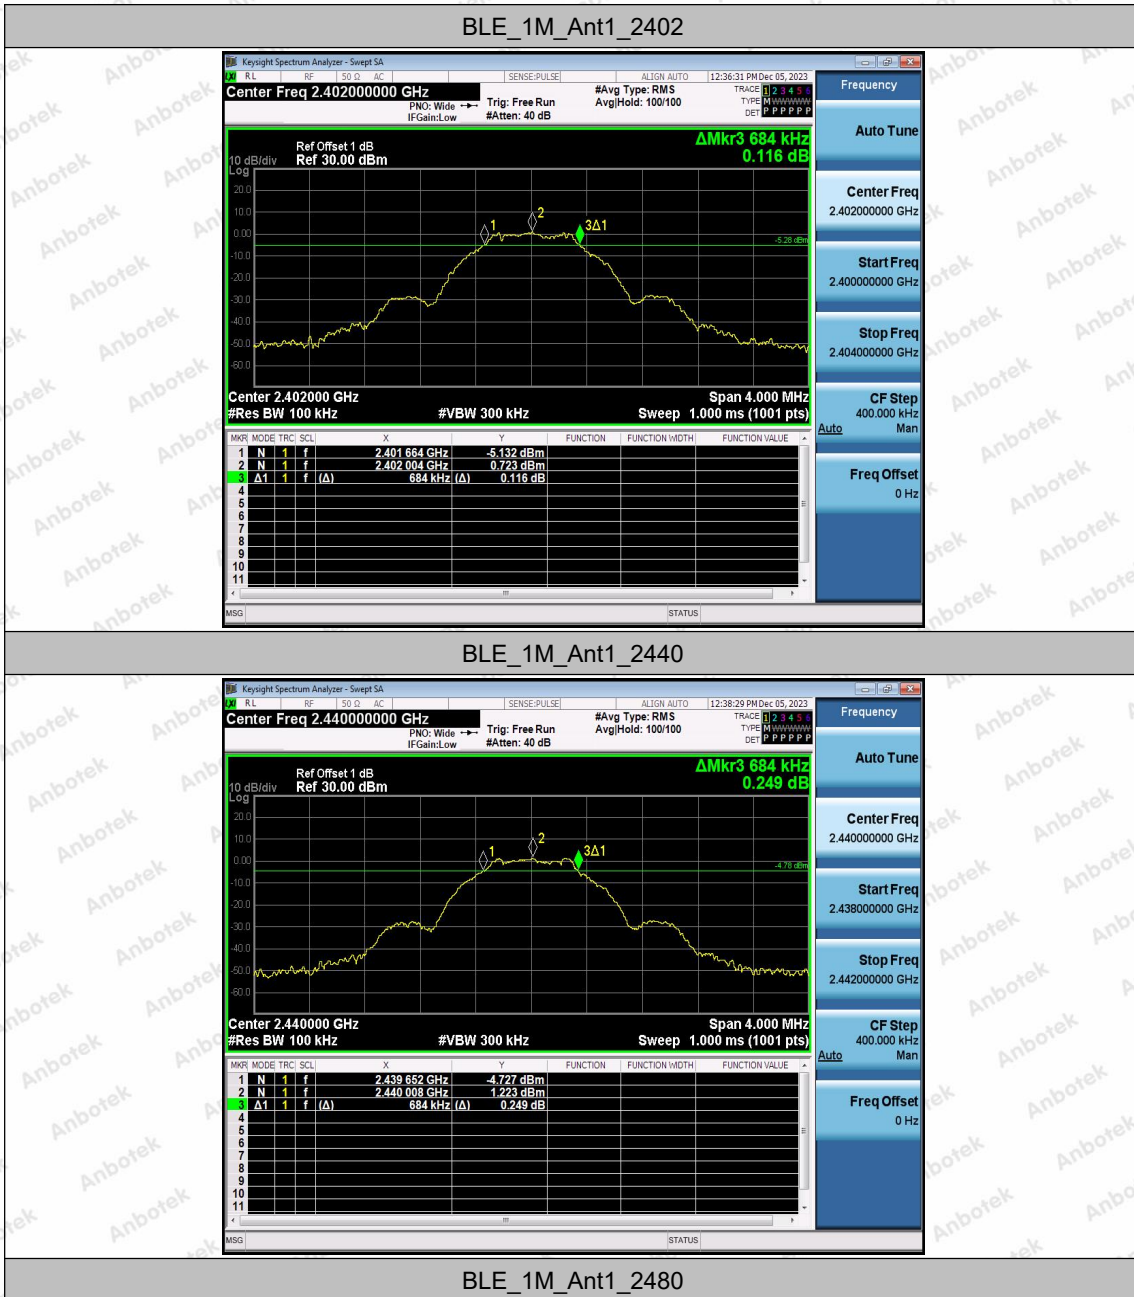 BLE_1M_Ant1_2402
Keysight Spectrum Analyzer - Swept SA
LXI RL RF 50 Ω AC SENSE:PULSE ALIGN AUTO 12:36:31 PM Dec 05, 2023
Center Freq 2.402000000 GHz
PNO: Wide
IFGain:Low
Trig: Free Run
#Atten: 40 dB
#Avg Type: RMS
Avg|Hold: 100/100
TRACE 1 2 3 4 5 6
TYPE M W W W W W
DET P P P P P P
ΔMkr3 684 kHz
0.116 dB
Ref Offset 1 dB
10 dB/div Ref 30.00 dBm
Log
20.0
10.0
0.00
-10.0
-20.0
-30.0
-40.0
-50.0
-60.0
1
2
3Δ1
-5.28 dBm
Center 2.402000 GHz Span 4.000 MHz
#Res BW 100 kHz #VBW 300 kHz Sweep 1.000 ms (1001 pts)
MKR MODE TRC SCL X Y FUNCTION FUNCTION WIDTH FUNCTION VALUE
1 N 1 f 2.401 664 GHz -5.132 dBm
2 N 1 f 2.402 004 GHz 0.723 dBm
3 Δ1 1 f (Δ) 684 kHz (Δ) 0.116 dB
4
5
6
7
8
9
10
11
MSG STATUS
Frequency
Auto Tune
Center Freq
2.402000000 GHz
Start Freq
2.400000000 GHz
Stop Freq
2.404000000 GHz
CF Step
400.000 kHz
Auto Man
Freq Offset
0 Hz
BLE_1M_Ant1_2440
Keysight Spectrum Analyzer - Swept SA
LXI RL RF 50 Ω AC SENSE:PULSE ALIGN AUTO 12:38:29 PM Dec 05, 2023
Center Freq 2.440000000 GHz
PNO: Wide
IFGain:Low
Trig: Free Run
#Atten: 40 dB
#Avg Type: RMS
Avg|Hold: 100/100
TRACE 1 2 3 4 5 6
TYPE M W W W W W
DET P P P P P P
ΔMkr3 684 kHz
0.249 dB
Ref Offset 1 dB
10 dB/div Ref 30.00 dBm
Log
20.0
10.0
0.00
-10.0
-20.0
-30.0
-40.0
-50.0
-60.0
1
2
3Δ1
-4.78 dBm
Center 2.440000 GHz Span 4.000 MHz
#Res BW 100 kHz #VBW 300 kHz Sweep 1.000 ms (1001 pts)
MKR MODE TRC SCL X Y FUNCTION FUNCTION WIDTH FUNCTION VALUE
1 N 1 f 2.439 652 GHz -4.727 dBm
2 N 1 f 2.440 008 GHz 1.223 dBm
3 Δ1 1 f (Δ) 684 kHz (Δ) 0.249 dB
4
5
6
7
8
9
10
11
MSG STATUS
Frequency
Auto Tune
Center Freq
2.440000000 GHz
Start Freq
2.438000000 GHz
Stop Freq
2.442000000 GHz
CF Step
400.000 kHz
Auto Man
Freq Offset
0 Hz
BLE_1M_Ant1_2480
Anbotek